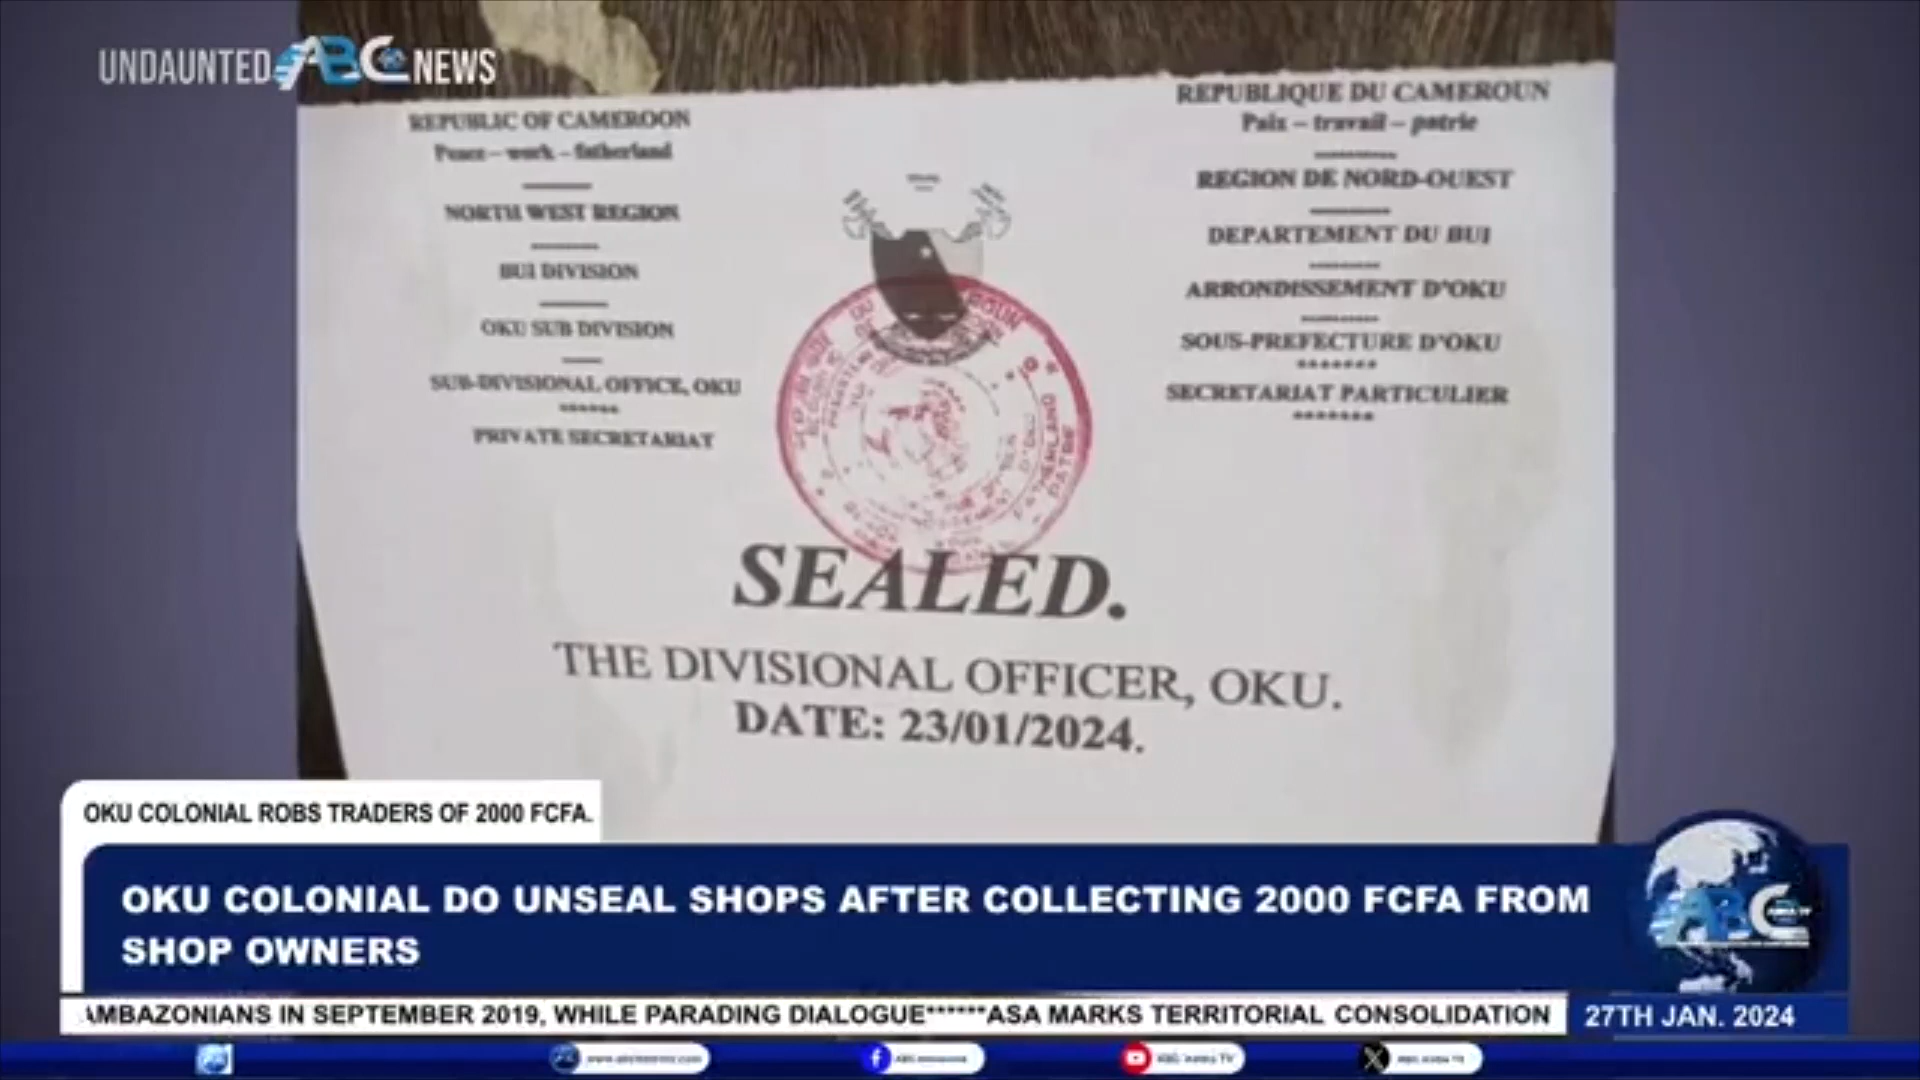 UNDAUNTED ABC NEWS
REPUBLIC OF CAMEROON
Peace – work – fatherland
NORTH WEST REGION
BUI DIVISION
OKU SUB DIVISION
SUB-DIVISIONAL OFFICE, OKU
******
PRIVATE SECRETARIAT
REPUBLIQUE DU CAMEROUN
Paix – travail – patrie
REGION DE NORD-OUEST
DEPARTEMENT DU BUI
ARRONDISSEMENT D'OKU
SOUS-PREFECTURE D'OKU
*******
SECRETARIAT PARTICULIER
*******
FATHERLAND
PATRIE
SEALED.
THE DIVISIONAL OFFICER, OKU.
DATE: 23/01/2024.
OKU COLONIAL ROBS TRADERS OF 2000 FCFA.
OKU COLONIAL DO UNSEAL SHOPS AFTER COLLECTING 2000 FCFA FROM
SHOP OWNERS
ABC
AMBAZONIANS IN SEPTEMBER 2019, WHILE PARADING DIALOGUE******ASA MARKS TERRITORIAL CONSOLIDATION
27TH JAN. 2024